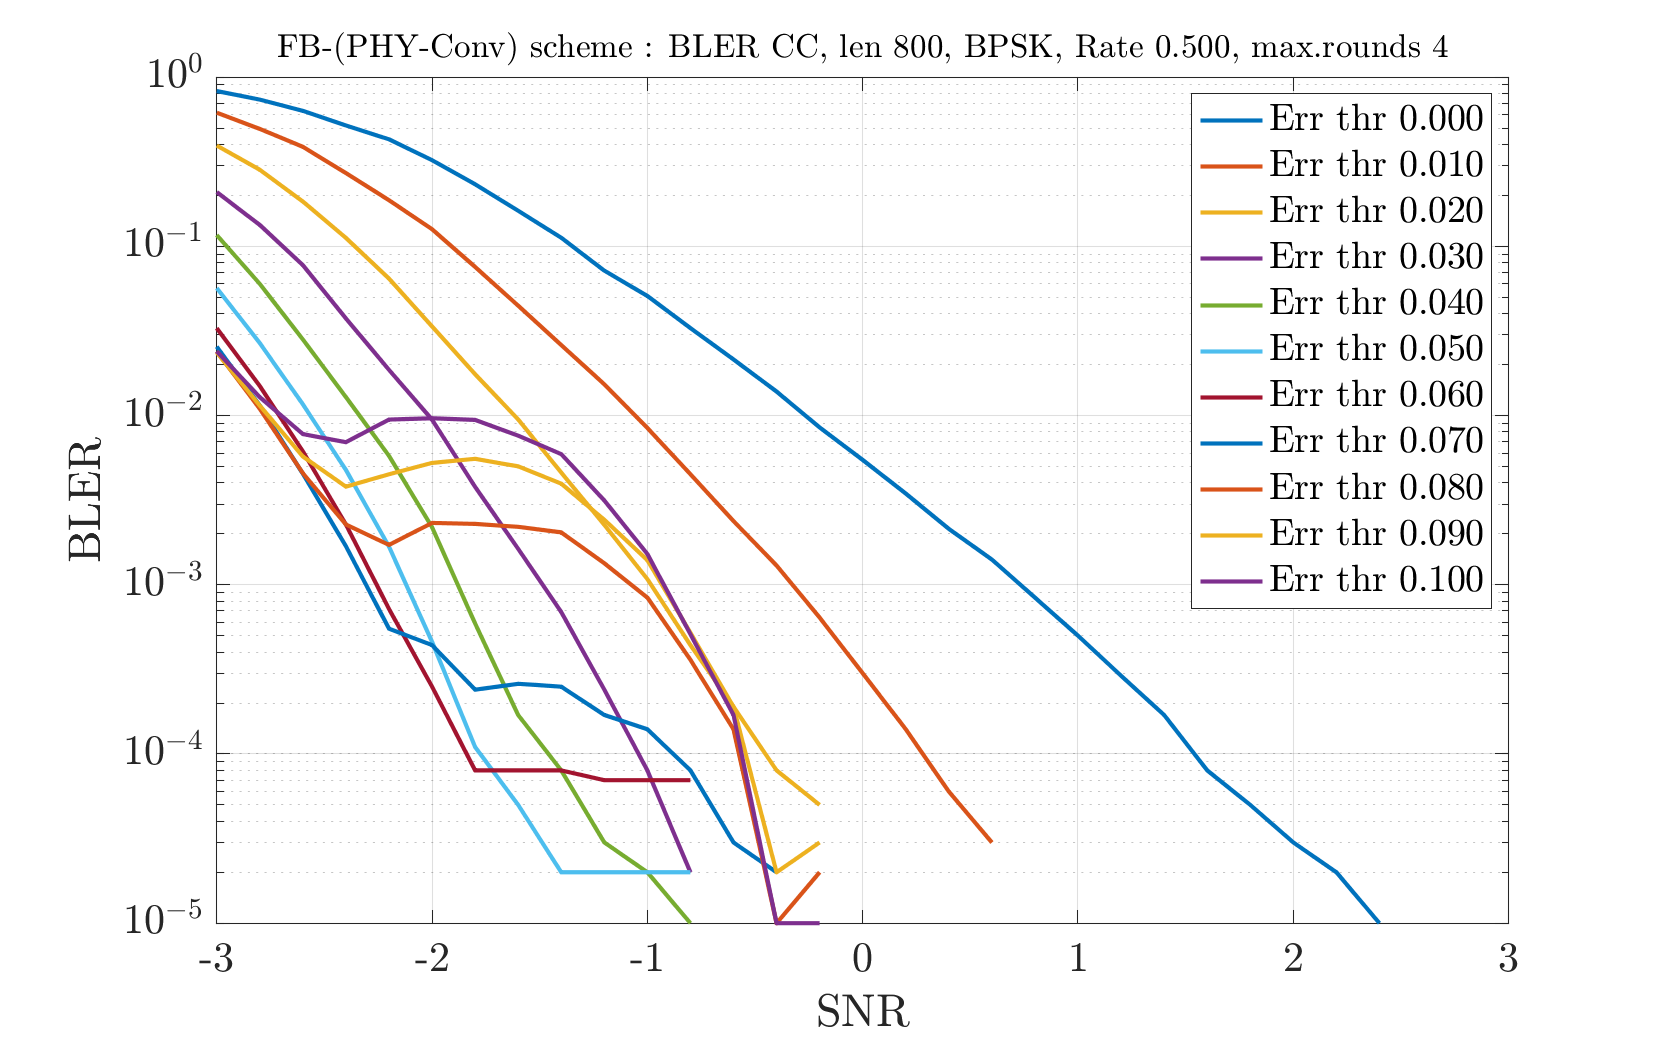 FB-(PHY-Conv) scheme : BLER CC, len 800, BPSK, Rate 0.500, max.rounds 4
10^0
10^{-1}
10^{-2}
10^{-3}
10^{-4}
10^{-5}
BLER
Err thr 0.000
Err thr 0.010
Err thr 0.020
Err thr 0.030
Err thr 0.040
Err thr 0.050
Err thr 0.060
Err thr 0.070
Err thr 0.080
Err thr 0.090
Err thr 0.100
-3 -2 -1 0 1 2 3
SNR